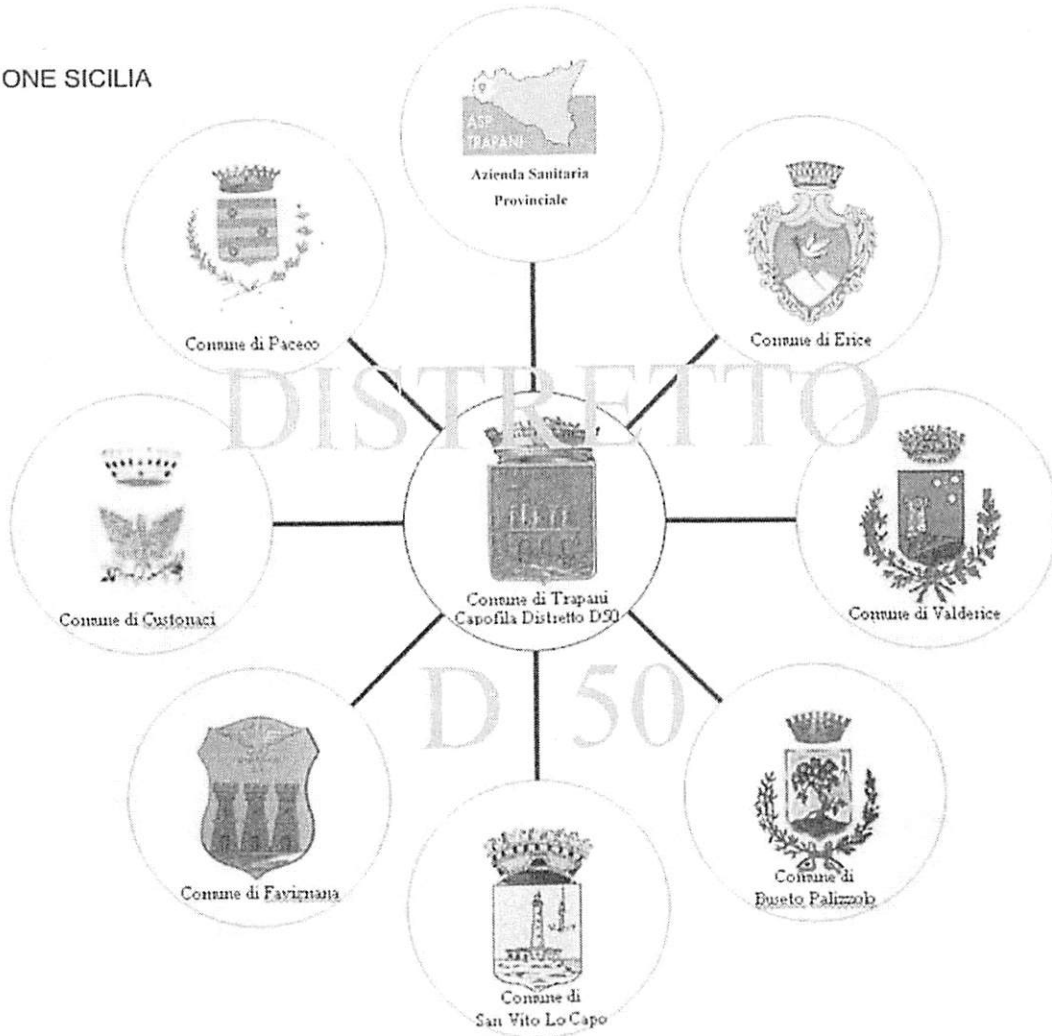 ONE SICILIA
ASP
TRAPANI
Azienda Sanitaria
Provinciale
Comune di Paceco
Comune di Erice
DISTRETTO
Comune di Custonaci
Comune di Trapani
Capofila Distretto D50
Comune di Valderice
D 50
Comune di Favignana
Comune di
Buseto Palizzolo
Comune di
San Vito Lo Capo